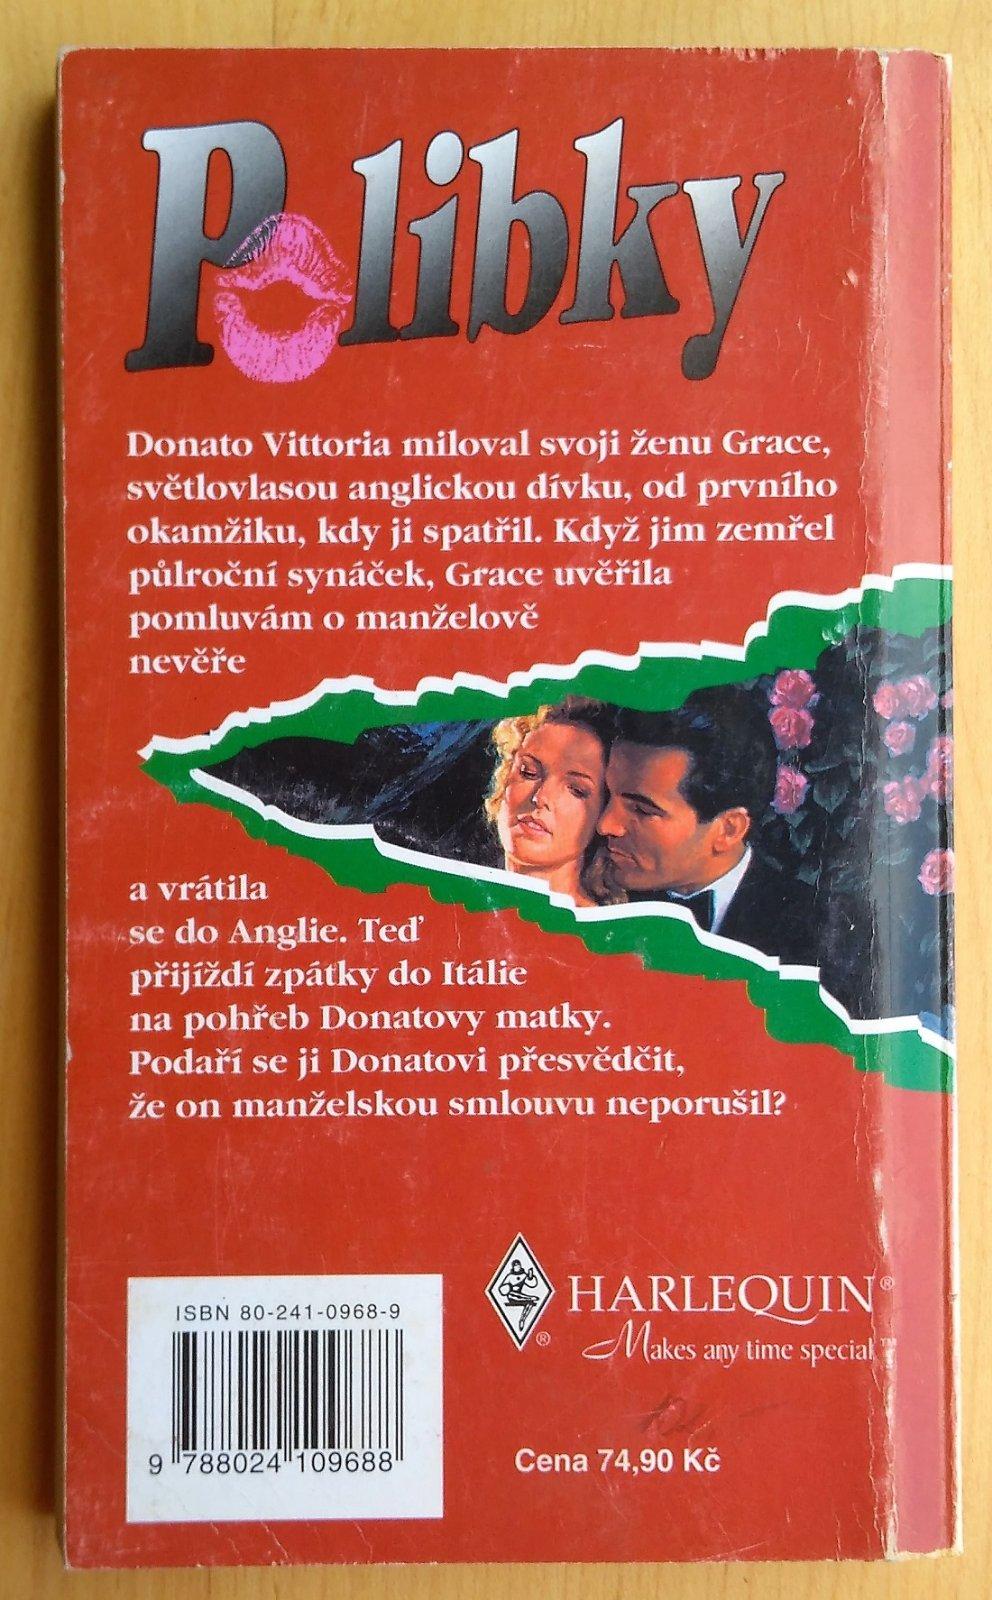 Polibky
Donato Vittoria miloval svoji ženu Grace,
světlovlasou anglickou dívku, od prvního
okamžiku, kdy ji spatřil. Když jim zemřel
půlroční synáček, Grace uvěřila
pomluvám o manželově
nevěře
a vrátila
se do Anglie. Teď
přijíždí zpátky do Itálie
na pohřeb Donatovy matky.
Podaří se ji Donatovi přesvědčit,
že on manželskou smlouvu neporušil?
ISBN 80-241-0968-9
9 788024 109688
HARLEQUIN®
®
Makes any time special™
Cena 74,90 Kč